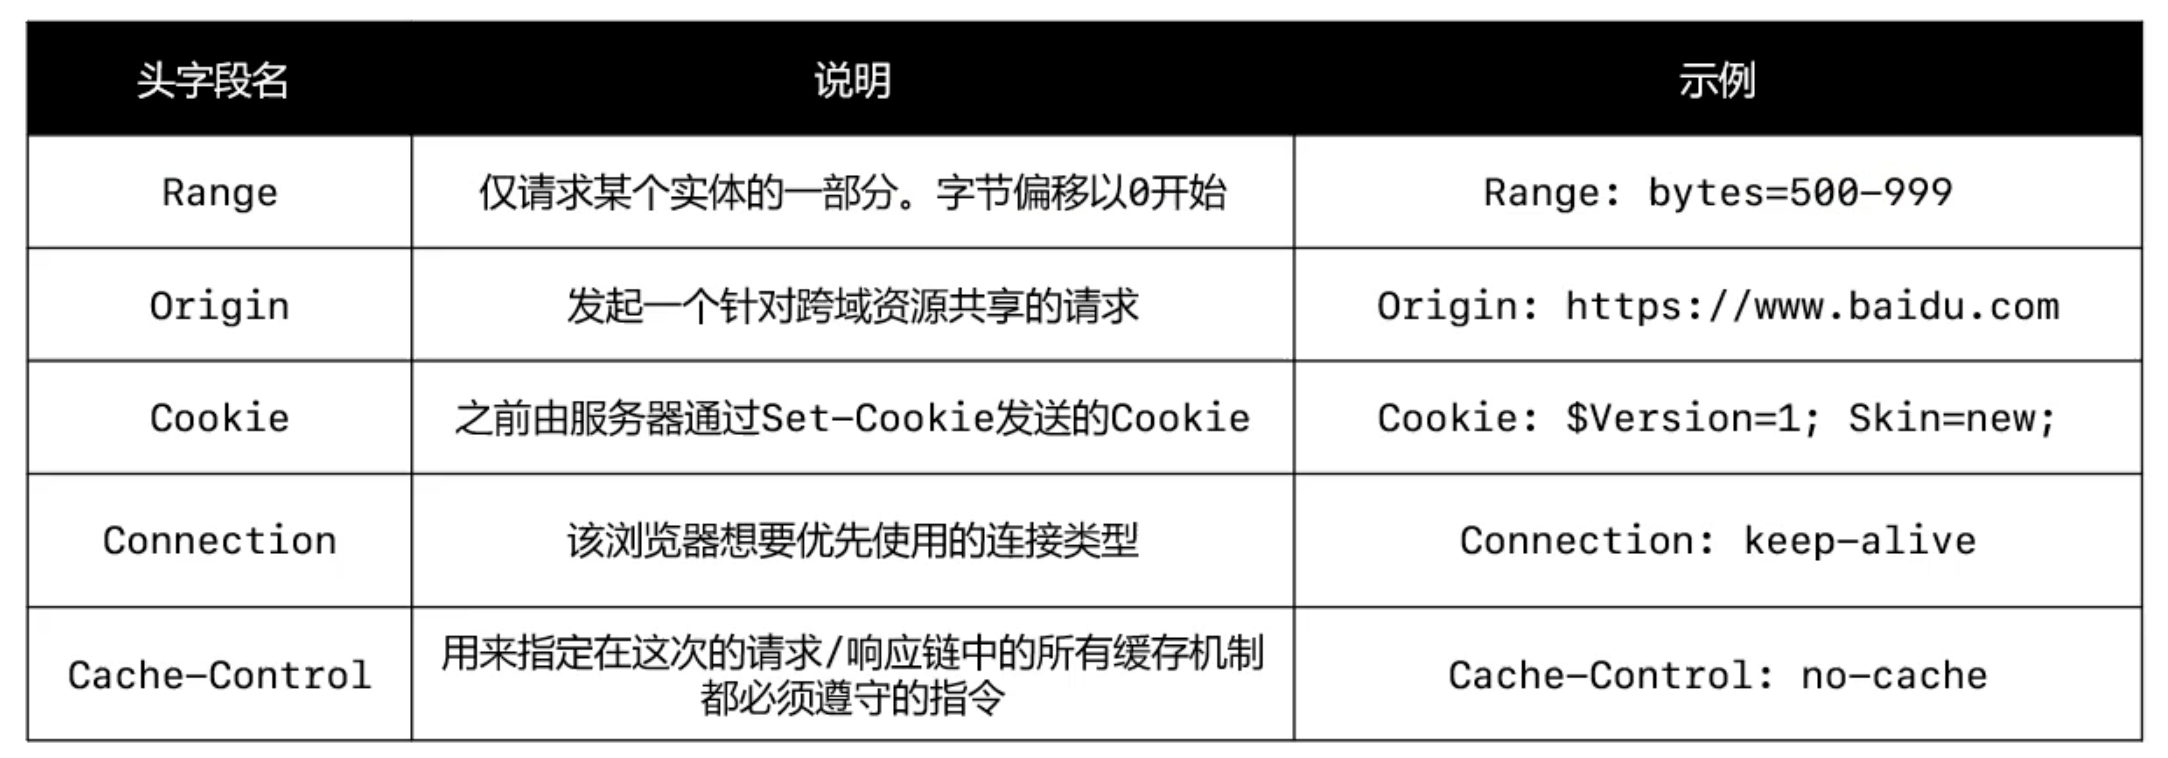 头字段名 说明 示例
Range 仅请求某个实体的一部分。字节偏移以0开始 Range: bytes=500-999
Origin 发起一个针对跨域资源共享的请求 Origin: https://www.baidu.com
Cookie 之前由服务器通过Set-Cookie发送的Cookie Cookie: $Version=1; Skin=new;
Connection 该浏览器想要优先使用的连接类型 Connection: keep-alive
Cache-Control 用来指定在这次的请求/响应链中的所有缓存机制
都必须遵守的指令 Cache-Control: no-cache